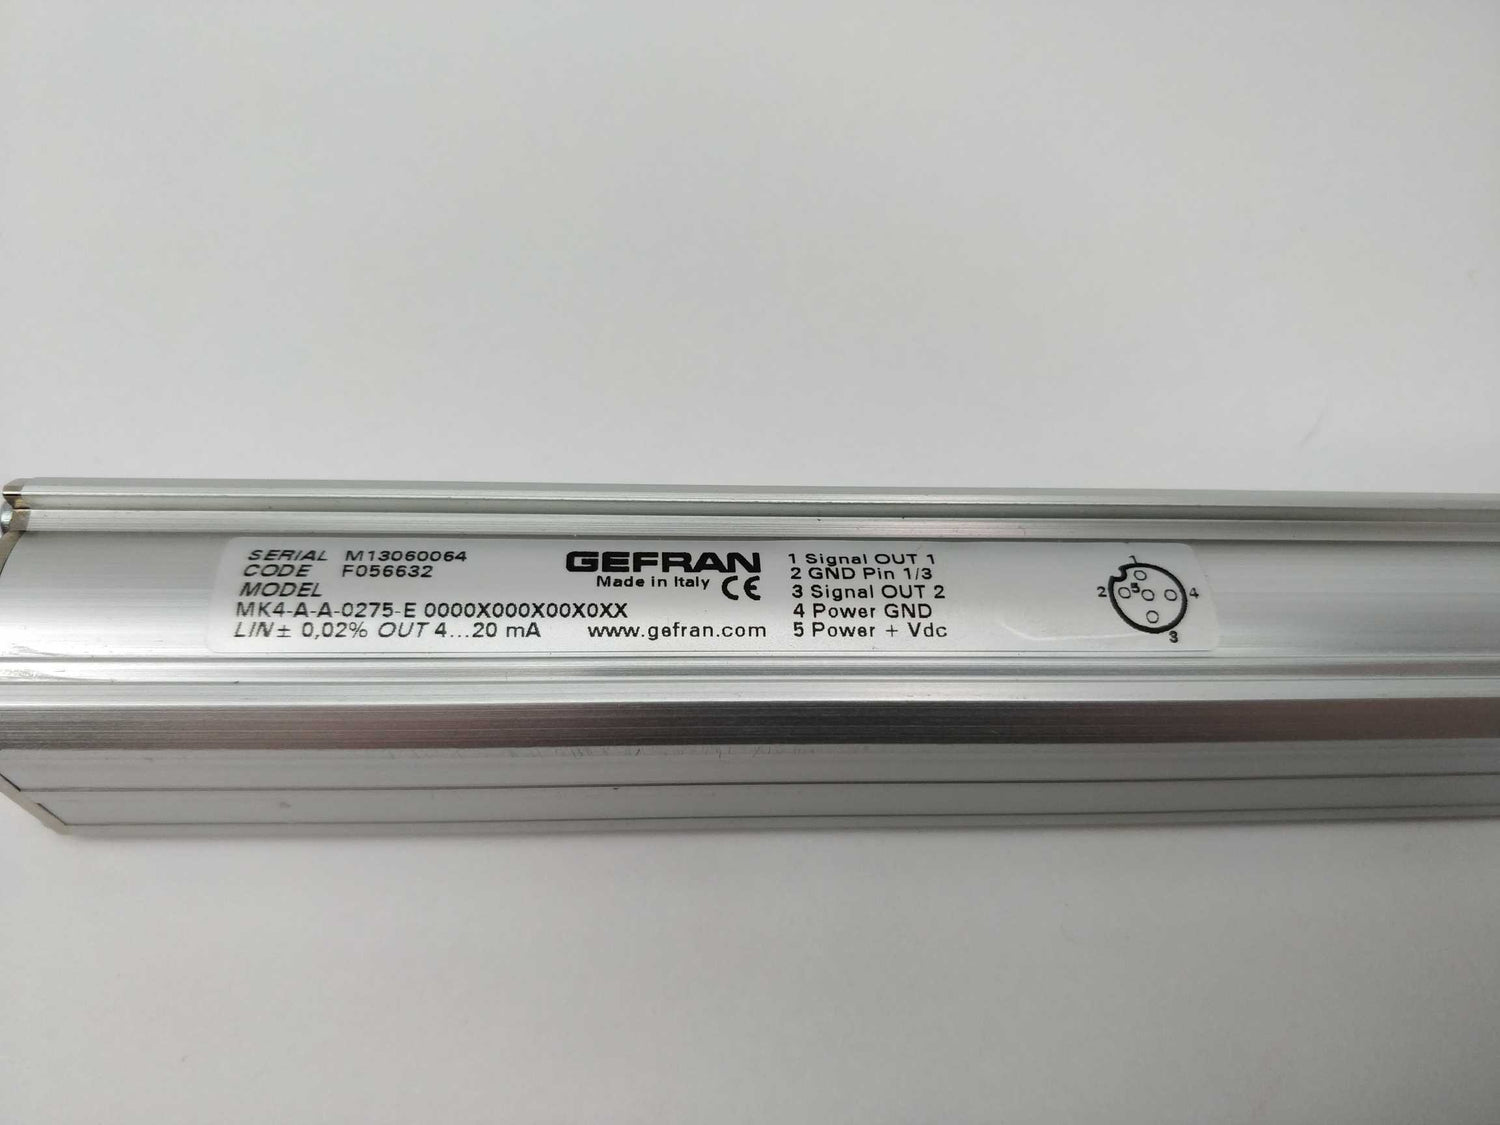 SERIAL M13060064
CODE F056632
MODEL
MK4-A-A-0275-E 0000X000X00X0XX
LIN± 0,02% OUT 4...20 mA
GEFRAN
Made in Italy CE
www.gefran.com
1 Signal OUT 1
2 GND Pin 1/3
3 Signal OUT 2
4 Power GND
5 Power + Vdc
1
2 5 4
3